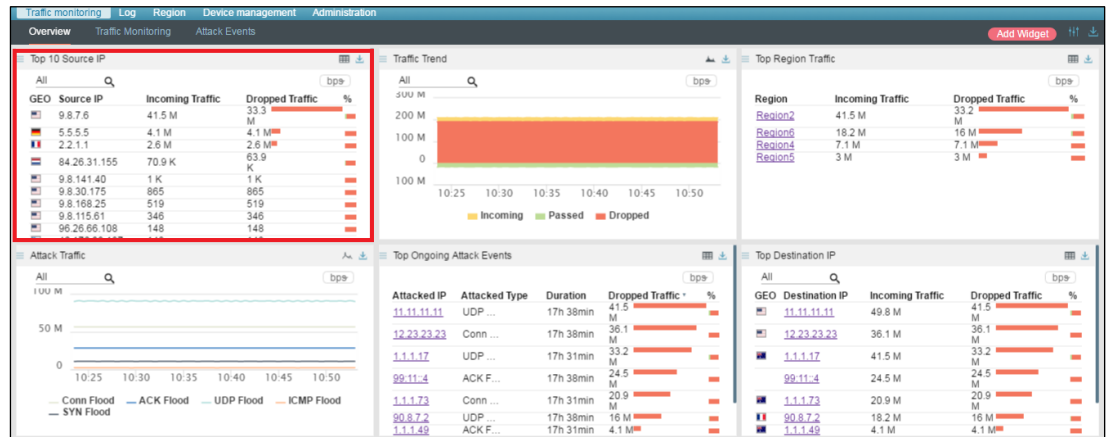 Traffic monitoring Log Region Device management Administration
Overview Traffic Monitoring Attack Events Add Widget
Top 10 Source IP
All bps
GEO Source IP Incoming Traffic Dropped Traffic %
9.8.7.6 41.5 M 33.3 M
5.5.5.5 4.1 M 4.1 M
2.2.1.1 2.6 M 2.6 M
84.26.31.155 70.9 K 63.9 K
9.8.141.40 1 K 1 K
9.8.30.175 865 865
9.8.168.25 519 519
9.8.115.61 346 346
96.26.66.108 148 148
Traffic Trend
All bps
300 M
200 M
100 M
0
100 M
10:25 10:30 10:35 10:40 10:45 10:50
Incoming Passed Dropped
Top Region Traffic
bps
Region Incoming Traffic Dropped Traffic %
Region2 41.5 M 33.2 M
Region6 18.2 M 16 M
Region4 7.1 M 7.1 M
Region5 3 M 3 M
Attack Traffic
All bps
100 M
50 M
0
10:25 10:30 10:35 10:40 10:45 10:50
Conn Flood ACK Flood UDP Flood ICMP Flood
SYN Flood
Top Ongoing Attack Events
bps
Attacked IP Attacked Type Duration Dropped Traffic %
11.11.11.11 UDP ... 17h 38min 41.5 M
12.23.23.23 Conn ... 17h 38min 36.1 M
1.1.1.17 UDP ... 17h 31min 33.2 M
99:11::4 ACK F... 17h 38min 24.5 M
1.1.1.73 Conn ... 17h 31min 20.9 M
90.8.7.2 UDP ... 17h 38min 16 M
1.1.1.49 ACK F... 17h 31min 4.1 M
Top Destination IP
All bps
GEO Destination IP Incoming Traffic Dropped Traffic %
11.11.11.11 49.8 M 41.5 M
12.23.23.23 36.1 M 36.1 M
1.1.1.17 41.5 M 33.2 M
99:11::4 24.5 M 24.5 M
1.1.1.73 20.9 M 20.9 M
90.8.7.2 18.2 M 16 M
1.1.1.49 4.1 M 4.1 M